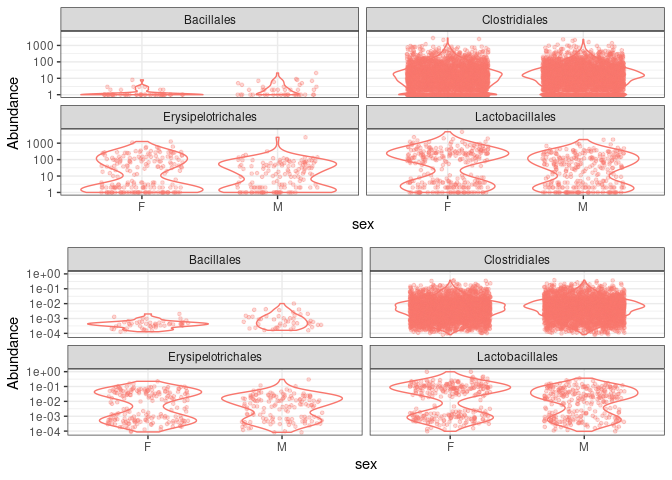 Bacillales Clostridiales
1000
100
10
1
Erysipelotrichales Lactobacillales
1000
100
10
1
Abundance
F M F M
sex
Bacillales Clostridiales
1e+00
1e-01
1e-02
1e-03
1e-04
Erysipelotrichales Lactobacillales
1e+00
1e-01
1e-02
1e-03
1e-04
Abundance
F M F M
sex